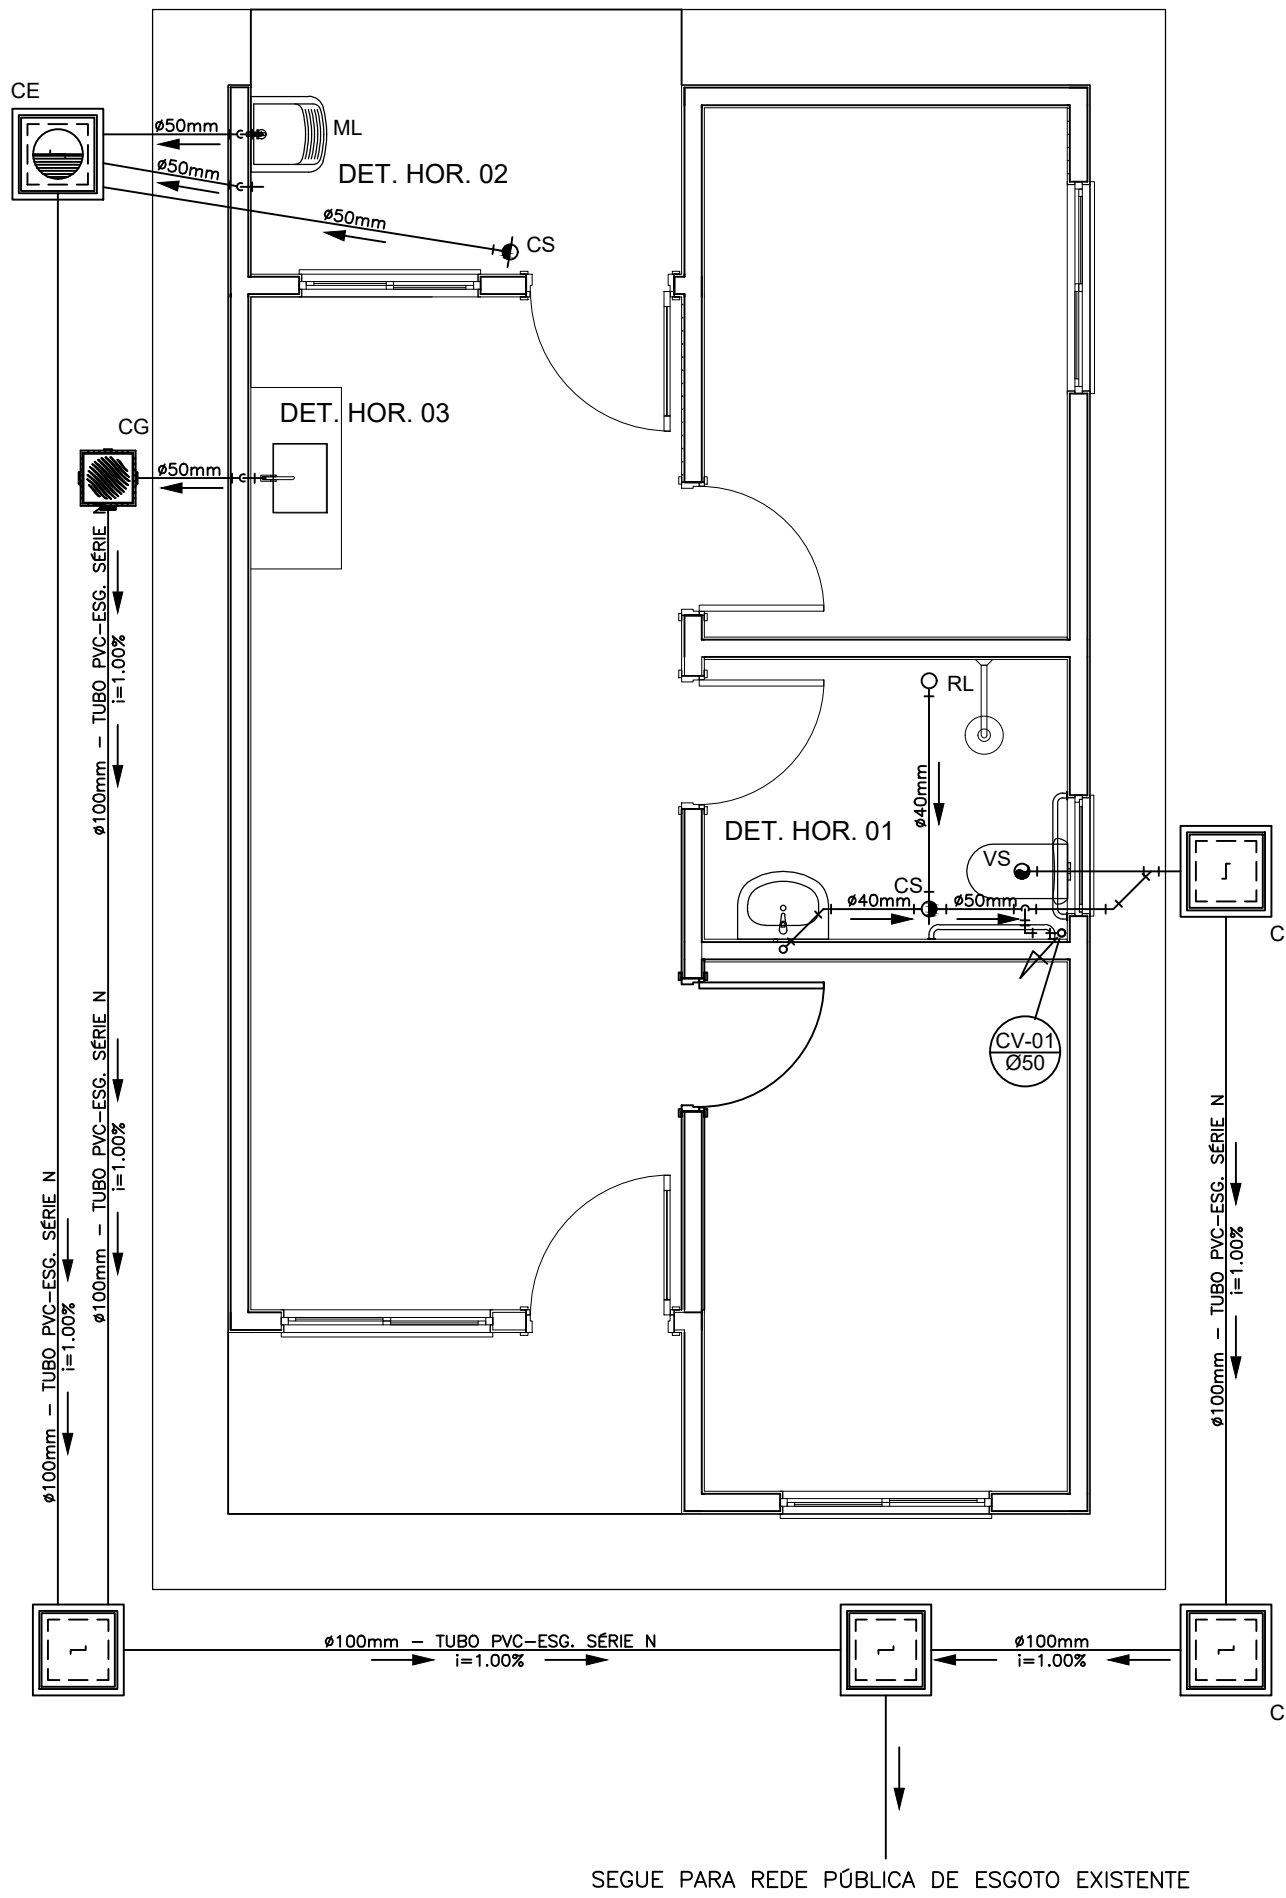 CE
ø50mm
ML
ø50mm
DET. HOR. 02
ø50mm
CS
DET. HOR. 03
CG
ø50mm
ø100mm – TUBO PVC–ESG. SÉRIE N
i=1.00%
RL
ø40mm
DET. HOR. 01
VS
CS
ø40mm
ø50mm
C
CV-01
Ø50
ø100mm – TUBO PVC–ESG. SÉRIE N
i=1.00%
ø100mm – TUBO PVC–ESG. SÉRIE N
i=1.00%
ø100mm – TUBO PVC–ESG. SÉRIE N
i=1.00%
ø100mm – TUBO PVC–ESG. SÉRIE N
i=1.00%
ø100mm
i=1.00%
C
SEGUE PARA REDE PÚBLICA DE ESGOTO EXISTENTE